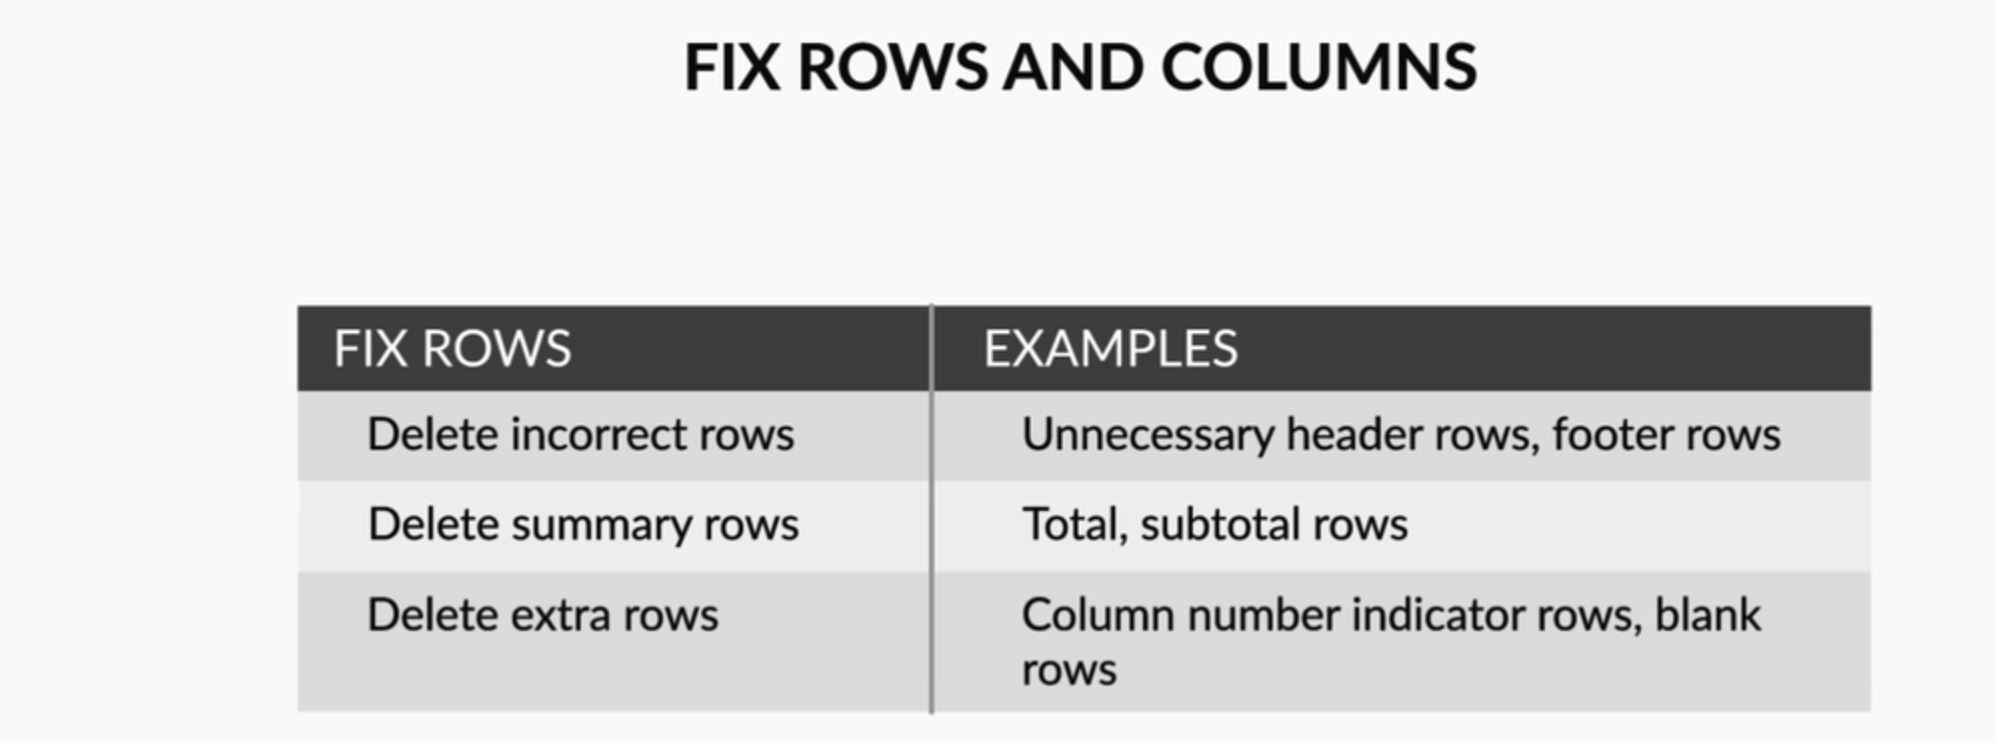 FIX ROWS AND COLUMNS
FIX ROWS
EXAMPLES
Delete incorrect rows
Unnecessary header rows, footer rows
Delete summary rows
Total, subtotal rows
Delete extra rows
Column number indicator rows, blank
rows